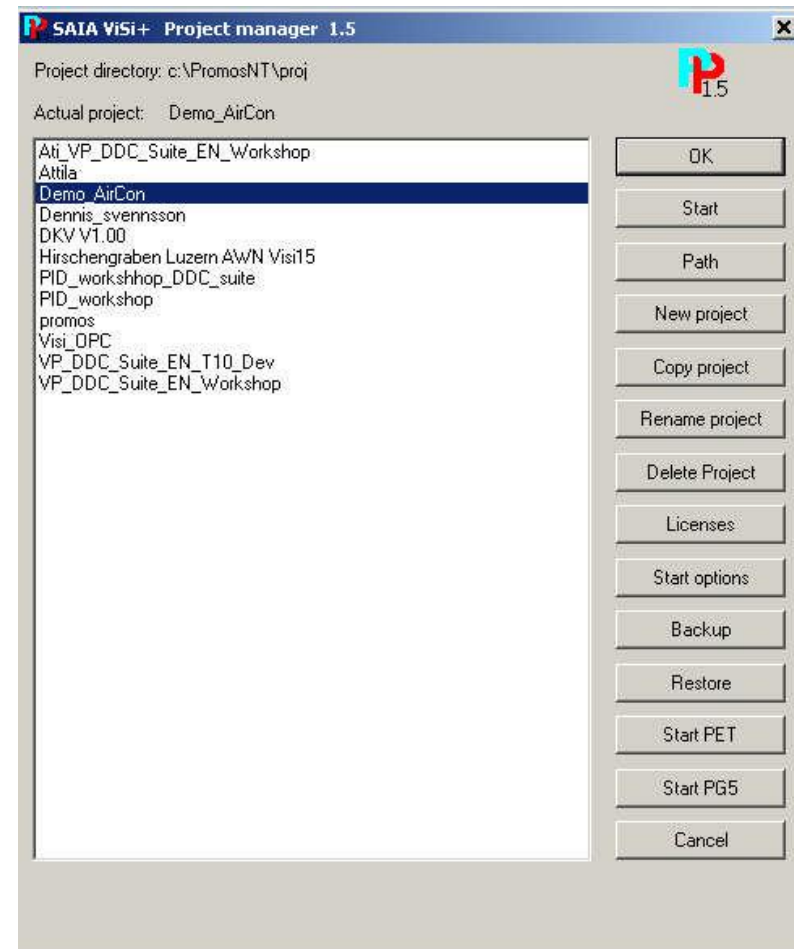 SAIA ViSi+ Project manager 1.5
Project directory: c:\PromosNT\proj
1.5
Actual project: Demo_AirCon
Ati_VP_DDC_Suite_EN_Workshop
Attila
Demo_AirCon
Dennis_svennsson
DKV V1.00
Hirschengraben Luzern AWN Visi15
PID_workshhop_DDC_suite
PID_workshop
promos
Visi_OPC
VP_DDC_Suite_EN_T10_Dev
VP_DDC_Suite_EN_Workshop
OK
Start
Path
New project
Copy project
Rename project
Delete Project
Licenses
Start options
Backup
Restore
Start PET
Start PG5
Cancel